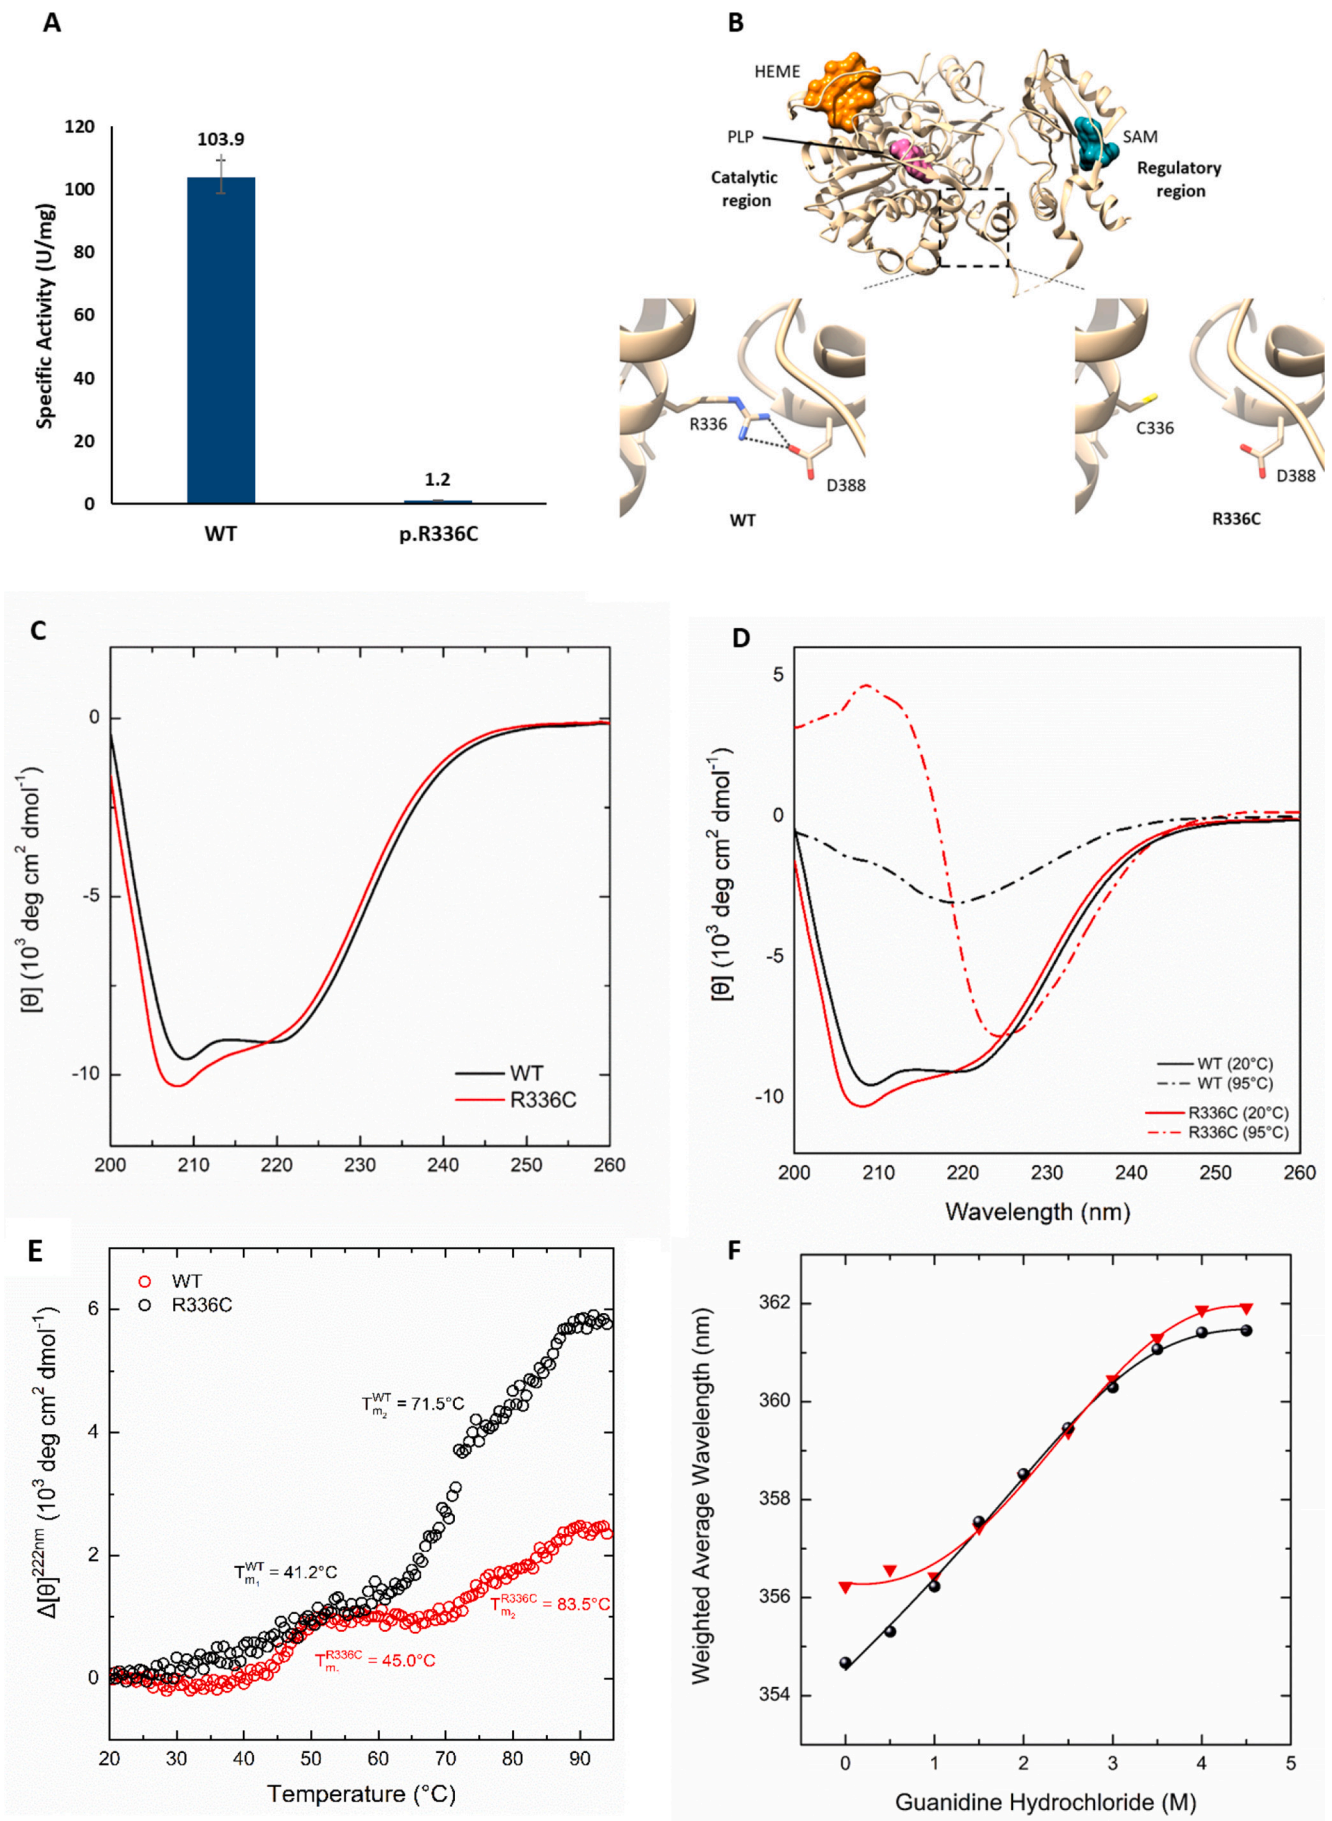 A
120
100
80
60
40
20
0
Specific Activity (U/mg)
103.9
1.2
WT
p.R336C
B
HEME
PLP
SAM
Catalytic
region
Regulatory
region
R336
D388
WT
C336
D388
R336C
C
0
-5
-10
[θ] (10³ deg cm² dmol⁻¹)
WT
R336C
200 210 220 230 240 250 260
D
5
0
-5
-10
[θ] (10³ deg cm² dmol⁻¹)
WT (20°C)
WT (95°C)
R336C (20°C)
R336C (95°C)
200 210 220 230 240 250 260
Wavelength (nm)
E
WT
R336C
6
4
2
0
Δ[θ]²²²ⁿᵐ (10³ deg cm² dmol⁻¹)
T_m₂^WT = 71.5°C
T_m₁^WT = 41.2°C
T_m₂^R336C = 83.5°C
T_m.^R336C = 45.0°C
20 30 40 50 60 70 80 90
Temperature (°C)
F
362
360
358
356
354
Weighted Average Wavelength (nm)
0 1 2 3 4 5
Guanidine Hydrochloride (M)